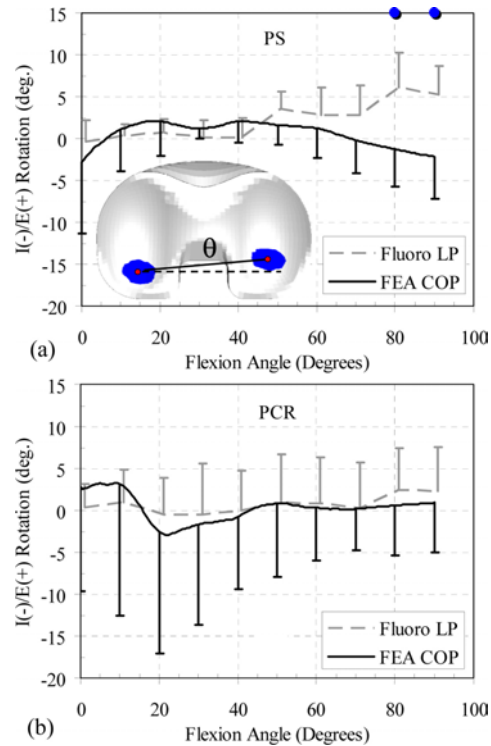 15
PS
10
5
0
-5
-10
-15
-20
I(-)/E(+) Rotation (deg.)
θ
Fluoro LP
FEA COP
0 20 40 60 80 100
(a)
Flexion Angle (Degrees)
15
PCR
10
5
0
-5
-10
-15
-20
I(-)/E(+) Rotation (deg.)
Fluoro LP
FEA COP
0 20 40 60 80 100
(b)
Flexion Angle (Degrees)